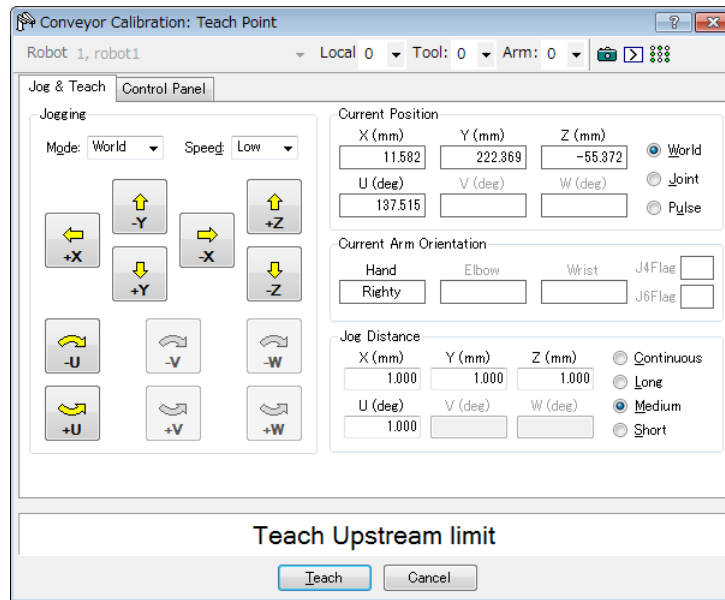 Conveyor Calibration: Teach Point
Robot 1, robot1 Local 0 Tool: 0 Arm: 0
Jog & Teach Control Panel
Jogging
Mode: World Speed: Low
-Y
+Z
+X
-X
+Y
-Z
-U
-V
-W
+U
+V
+W
Current Position
X (mm) Y (mm) Z (mm)
11.582 222.369 -55.372
U (deg) V (deg) W (deg)
137.515
World
Joint
Pulse
Current Arm Orientation
Hand Elbow Wrist J4Flag
Righty J6Flag
Jog Distance
X (mm) Y (mm) Z (mm)
1.000 1.000 1.000
U (deg) V (deg) W (deg)
1.000
Continuous
Long
Medium
Short
Teach Upstream limit
Teach Cancel